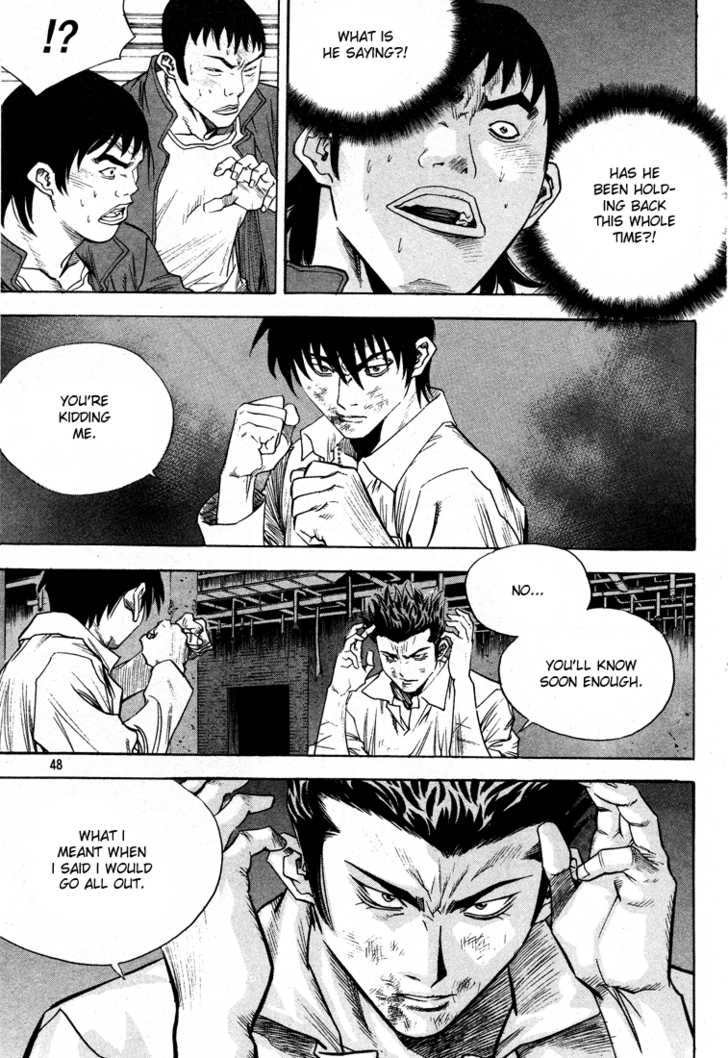 !?
WHAT IS
HE SAYING?!
HAS HE
BEEN HOLD-
ING BACK
THIS WHOLE
TIME?!
YOU'RE
KIDDING
ME.
NO...
YOU'LL KNOW
SOON ENOUGH.
48
WHAT I
MEANT WHEN
I SAID I WOULD
GO ALL OUT.